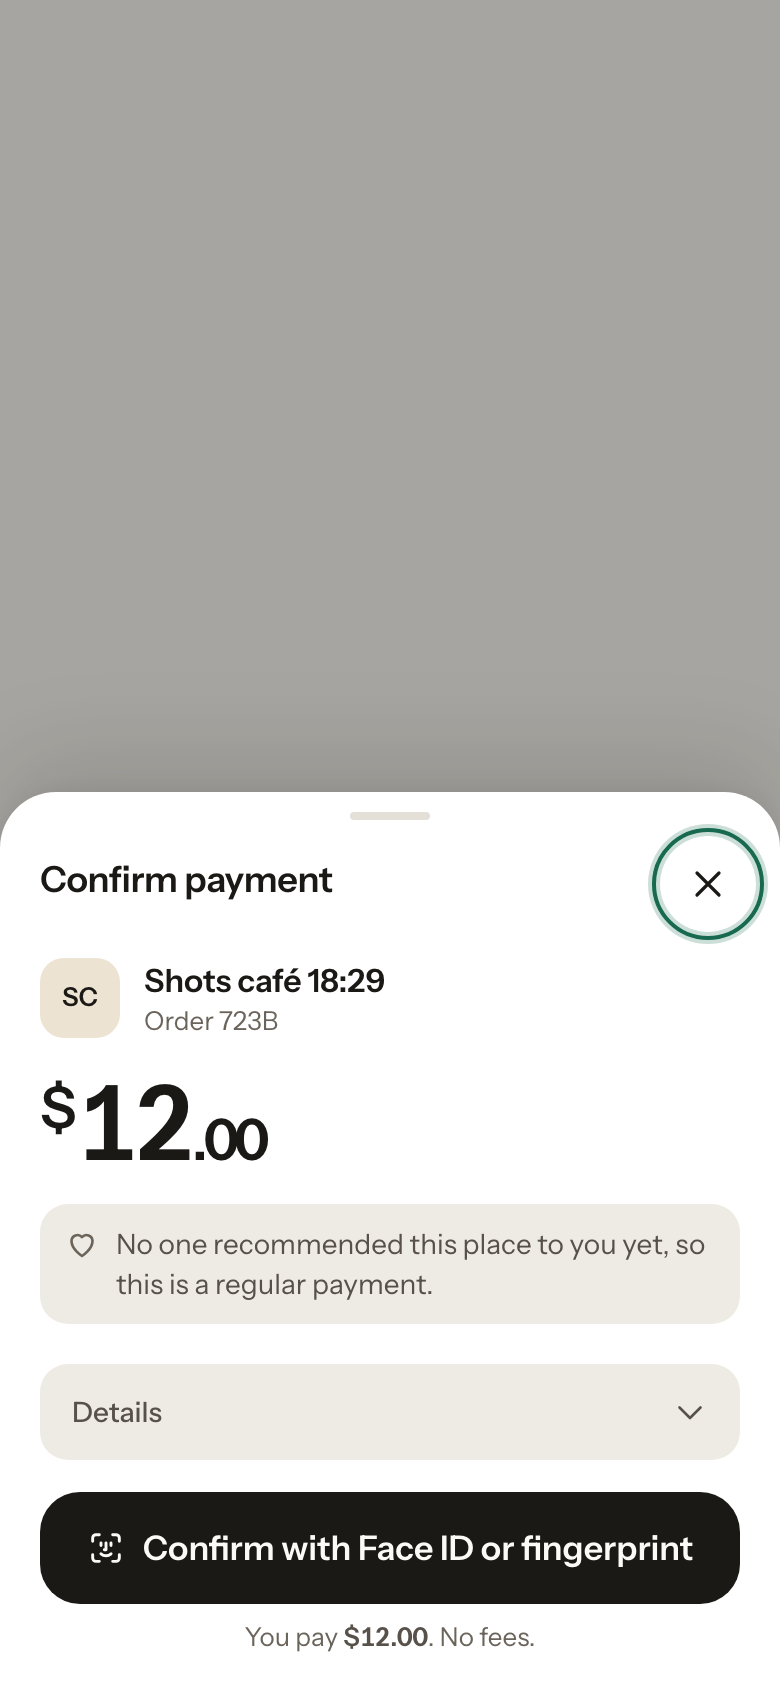 Confirm payment
SC
Shots café 18:29
Order 723B
$12.00
No one recommended this place to you yet, so
this is a regular payment.
Details
Confirm with Face ID or fingerprint
You pay $12.00. No fees.